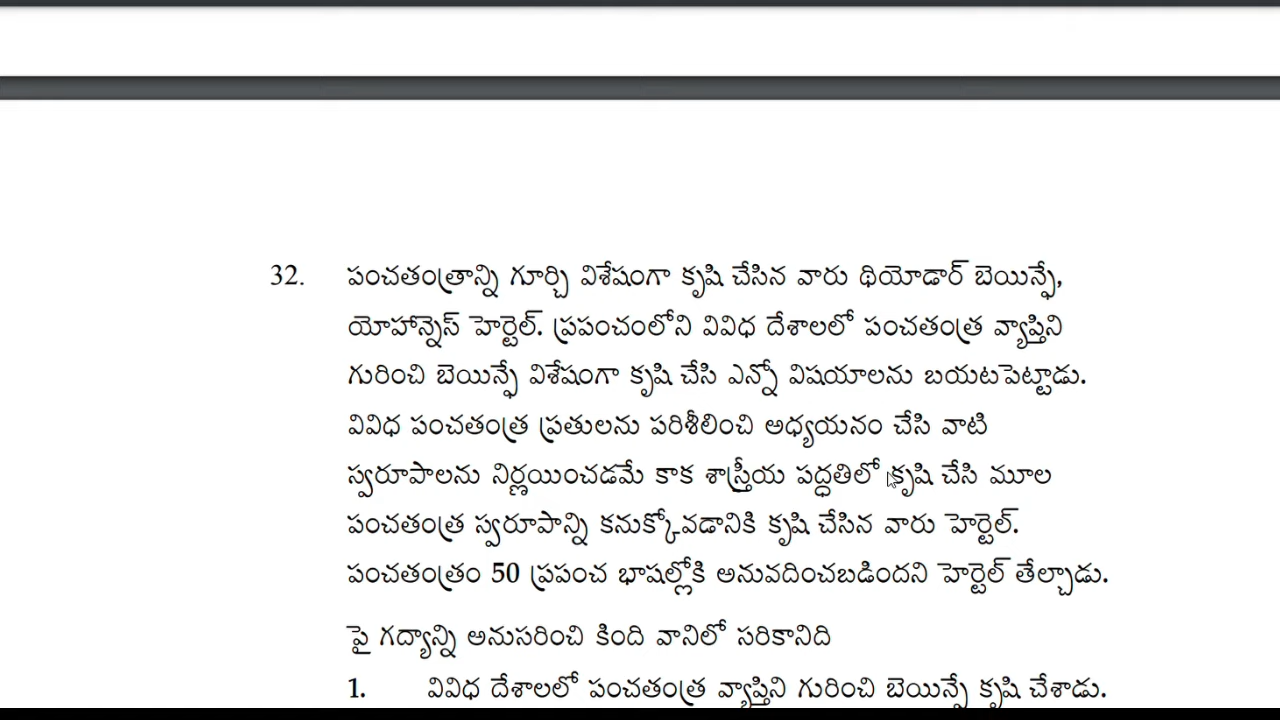 32. పంచతంత్రాన్ని గూర్చి విశేషంగా కృషి చేసిన వారు థియోడార్ బెయిన్ఫే,
యోహాన్నెస్ హెర్టెల్. ప్రపంచంలోని వివిధ దేశాలలో పంచతంత్ర వ్యాప్తిని
గురించి బెయిన్ఫే విశేషంగా కృషి చేసి ఎన్నో విషయాలను బయటపెట్టాడు.
వివిధ పంచతంత్ర ప్రతులను పరిశీలించి అధ్యయనం చేసి వాటి
స్వరూపాలను నిర్ణయించడమే కాక శాస్త్రీయ పద్ధతిలో కృషి చేసి మూల
పంచతంత్ర స్వరూపాన్ని కనుక్కోవడానికి కృషి చేసిన వారు హెర్టెల్.
పంచతంత్రం 50 ప్రపంచ భాషల్లోకి అనువదించబడిందని హెర్టెల్ తేల్చాడు.
పై గద్యాన్ని అనుసరించి కింది వానిలో సరికానిది
1. వివిధ దేశాలలో పంచతంత్ర వ్యాప్తిని గురించి బెయిన్ఫే కృషి చేశాడు.